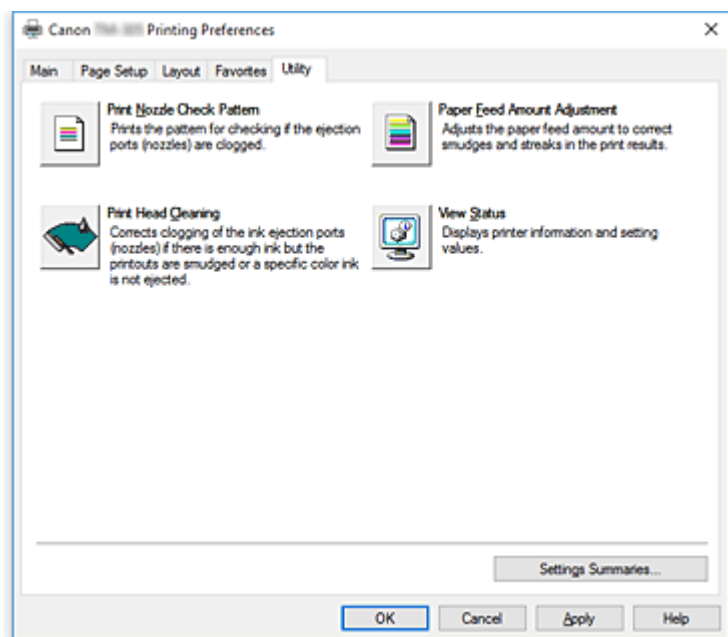 Canon Printing Preferences
Main Page Setup Layout Favorites Utility
Print Nozzle Check Pattern
Prints the pattern for checking if the ejection
ports (nozzles) are clogged.
Paper Feed Amount Adjustment
Adjusts the paper feed amount to correct
smudges and streaks in the print results.
Print Head Cleaning
Corrects clogging of the ink ejection ports
(nozzles) if there is enough ink but the
printouts are smudged or a specific color ink
is not ejected.
View Status
Displays printer information and setting
values.
Settings Summaries...
OK Cancel Apply Help